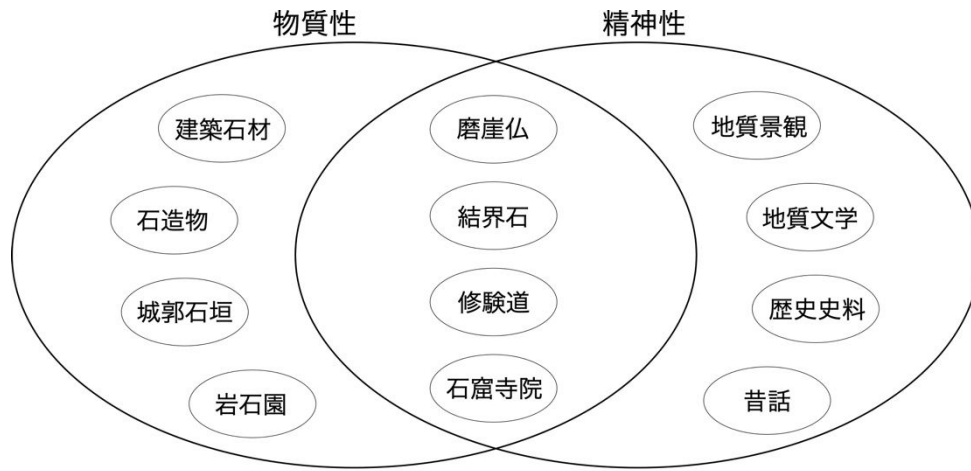 物質性
精神性
建築石材
石造物
城郭石垣
岩石園
磨崖仏
結界石
修験道
石窟寺院
地質景観
地質文学
歴史史料
昔話